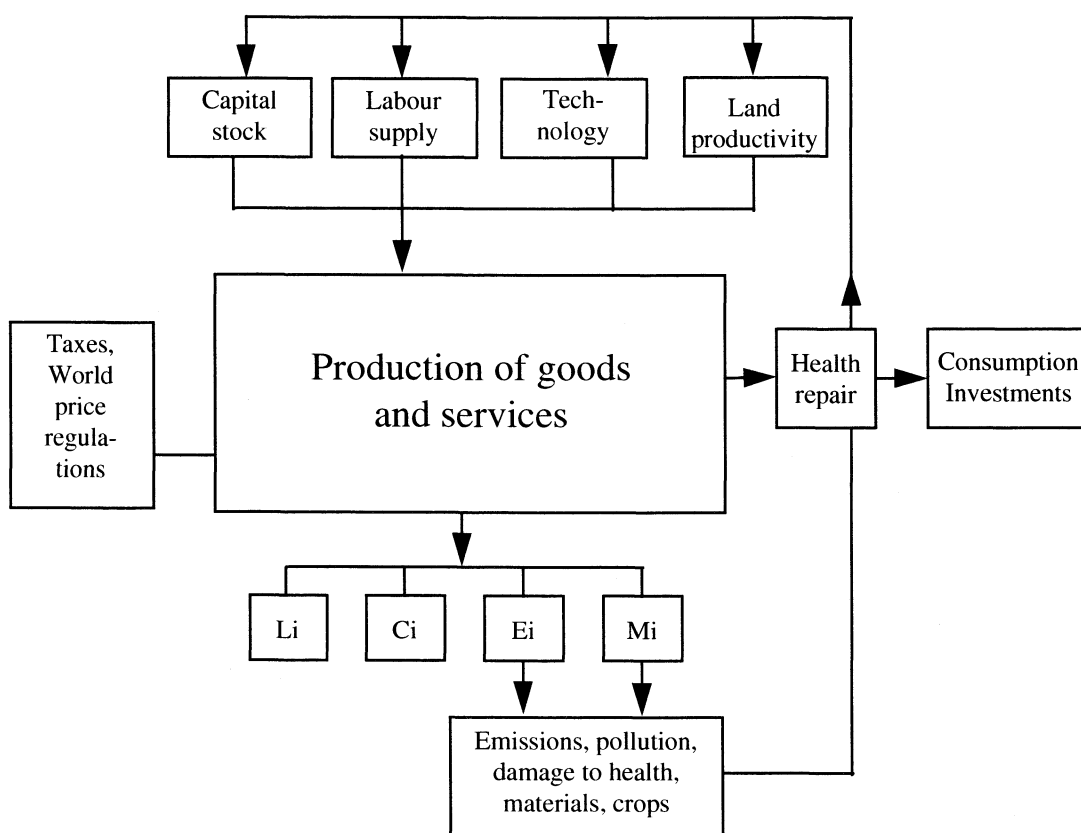 Capital
stock
Labour
supply
Tech-
nology
Land
productivity
Taxes,
World
price
regula-
tions
Production of goods
and services
Health
repair
Consumption
Investments
Li
Ci
Ei
Mi
Emissions, pollution,
damage to health,
materials, crops